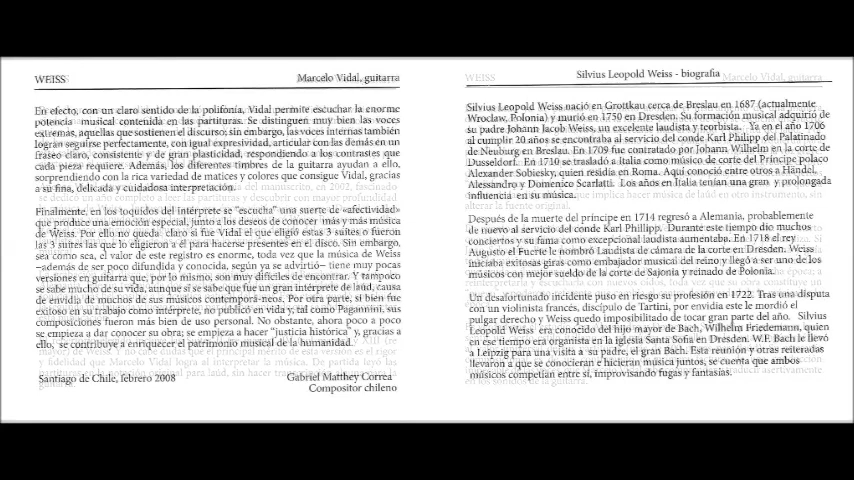 WEISS
Marcelo Vidal, guitarra
En efecto, con un claro sentido de la polifonía, Vidal permite escuchar la enorme
potencia musical contenida en las partituras. Se distinguen muy bien las voces
extremas, aquellas que sostienen el discurso; sin embargo, las voces internas también
logran seguirse perfectamente, con igual expresividad, articular con las demás en un
fraseo claro, consistente y de gran plasticidad, respondiendo a los contrastes que
cada pieza requiere. Además, los diferentes timbres de la guitarra ayudan a ello,
sorprendiendo con la rica variedad de matices y colores que consigue Vidal, gracias
a su fina, delicada y cuidadosa interpretación.
Finalmente, en los toquidos del intérprete se "escucha" una suerte de «afectividad»
que produce una emoción especial, junto a los deseos de conocer más y más música
de Weiss. Por ello no queda claro si fue Vidal el que eligió estas 3 suites o fueron
las 3 suites las que lo eligieron a él para hacerse presentes en el disco. Sin embargo,
sea como sea, el valor de este registro es enorme, toda vez que la música de Weiss
–además de ser poco difundida y conocida, según ya se advirtió– tiene muy pocas
versiones en guitarra que, por lo mismo, son muy difíciles de encontrar. Y tampoco
se sabe mucho de su vida, aunque sí se sabe que fue un gran intérprete de laúd, causa
de envidia de muchos de sus músicos contemporá-neos. Por otra parte, si bien fue
exitoso en su trabajo como intérprete, no publicó en vida y, tal como Paganini, sus
composiciones fueron más bien de uso personal. No obstante, ahora poco a poco
se empieza a dar conocer su obra; se empieza a hacer "justicia histórica" y, gracias a
ello, se contribuye a enriquecer el patrimonio musical de la humanidad.
Santiago de Chile, febrero 2008
Gabriel Matthey Correa
Compositor chileno
WEISS
Silvius Leopold Weiss - biografía
Marcelo Vidal, guitarra
Silvius Leopold Weiss nació en Grottkau cerca de Breslau en 1687 (actualmente
Wroclaw, Polonia) y murió en 1750 en Dresden. Su formación musical adquirió de
su padre Johann Jacob Weiss, un excelente laudista y teorbista. Ya en el año 1706
al cumplir 20 años se encontraba al servicio del conde Karl Philipp del Palatinado
de Neuburg en Breslau. En 1709 fue contratado por Johann Wilhelm en la corte de
Dusseldorf. En 1710 se trasladó a Italia como músico de corte del Príncipe polaco
Alexander Sobiesky, quien residía en Roma. Aquí conoció entre otros a Händel,
Alessandro y Domenico Scarlatti. Los años en Italia tenían una gran y prolongada
influencia en su música.
Después de la muerte del príncipe en 1714 regresó a Alemania, probablemente
de nuevo al servicio del conde Karl Phillipp. Durante este tiempo dio muchos
conciertos y su fama como excepcional laudista aumentaba. En 1718 el rey
Augusto el Fuerte le nombró Laudista de cámara de la corte en Dresden. Weiss
iniciaba exitosas giras como embajador musical del reino y llegó a ser uno de los
músicos con mejor sueldo de la corte de Sajonia y reinado de Polonia.
Un desafortunado incidente puso en riesgo su profesión en 1722. Tras una disputa
con un violinista francés, discípulo de Tartini, por envidia este le mordió el
pulgar derecho y Weiss quedo imposibilitado de tocar gran parte del año. Silvius
Leopold Weiss era conocido del hijo mayor de Bach, Wilhelm Friedemann, quien
en ese tiempo era organista en la iglesia Santa Sofía en Dresden. W.F. Bach le llevó
a Leipzig para una visita a su padre, el gran Bach. Esta reunión y otras reiteradas
llevaron a que se conocieran e hicieran música juntos, se cuenta que ambos
músicos competían entre sí, improvisando fugas y fantasías.